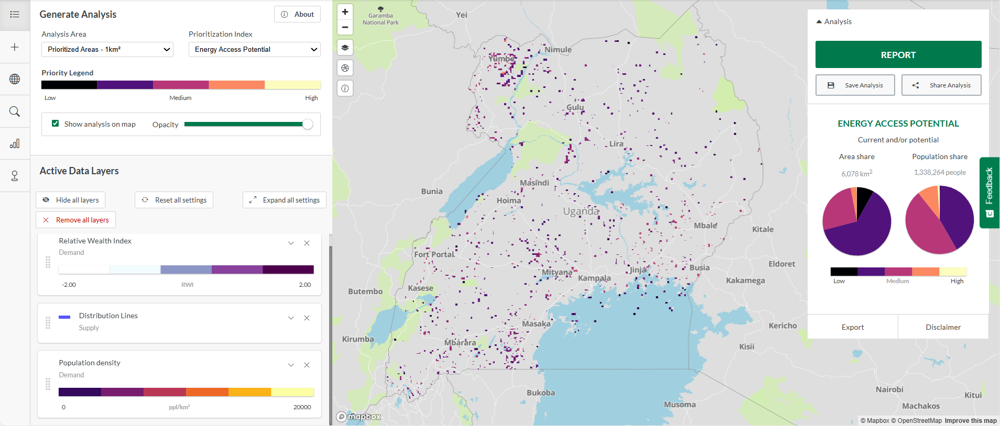 Generate Analysis
About
Analysis Area
Prioritization Index
Prioritized Areas - 1km²
Energy Access Potential
Priority Legend
Low
Medium
High
Show analysis on map
Opacity
Active Data Layers
Hide all layers
Reset all settings
Expand all settings
Remove all layers
Relative Wealth Index
Demand
-2.00
RWI
2.00
Distribution Lines
Supply
Population density
Demand
0
ppl/km²
20000
Garamba
National Park
Yei
Nimule
Yumbe
Gulu
Lira
Masindi
Bunia
Hoima
Uganda
Mbale
Kitale
Fort Portal
Eldoret
Mityana
Kampala
Jinja
Busia
Kakamega
Butembo
Kasese
Masaka
Kericho
Kirumba
Mbarara
Kisii
Bukoba
Musoma
Nairobi
Kitui
Machakos
mapbox
© Mapbox © OpenStreetMap Improve this map
Analysis
REPORT
Save Analysis
Share Analysis
ENERGY ACCESS POTENTIAL
Current and/or potential
Area share
Population share
6,078 km²
1,338,264 people
Low
Medium
High
Export
Disclaimer
Feedback